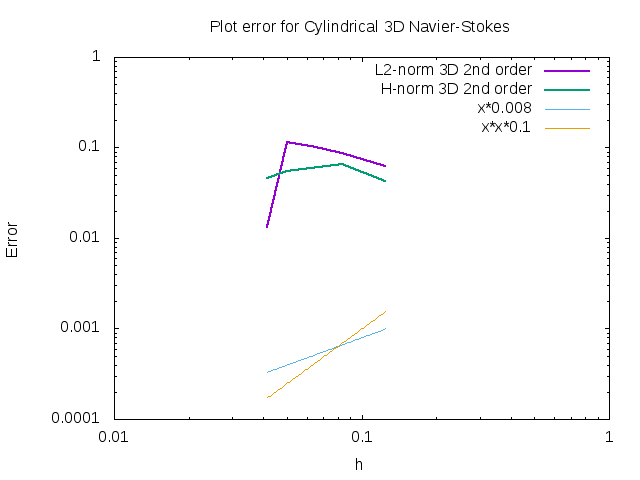 Plot error for Cylindrical 3D Navier-Stokes
1
L2-norm 3D 2nd order
H-norm 3D 2nd order
x*0.008
x*x*0.1
0.1
0.01
0.001
0.0001
Error
0.01
0.1
1
h